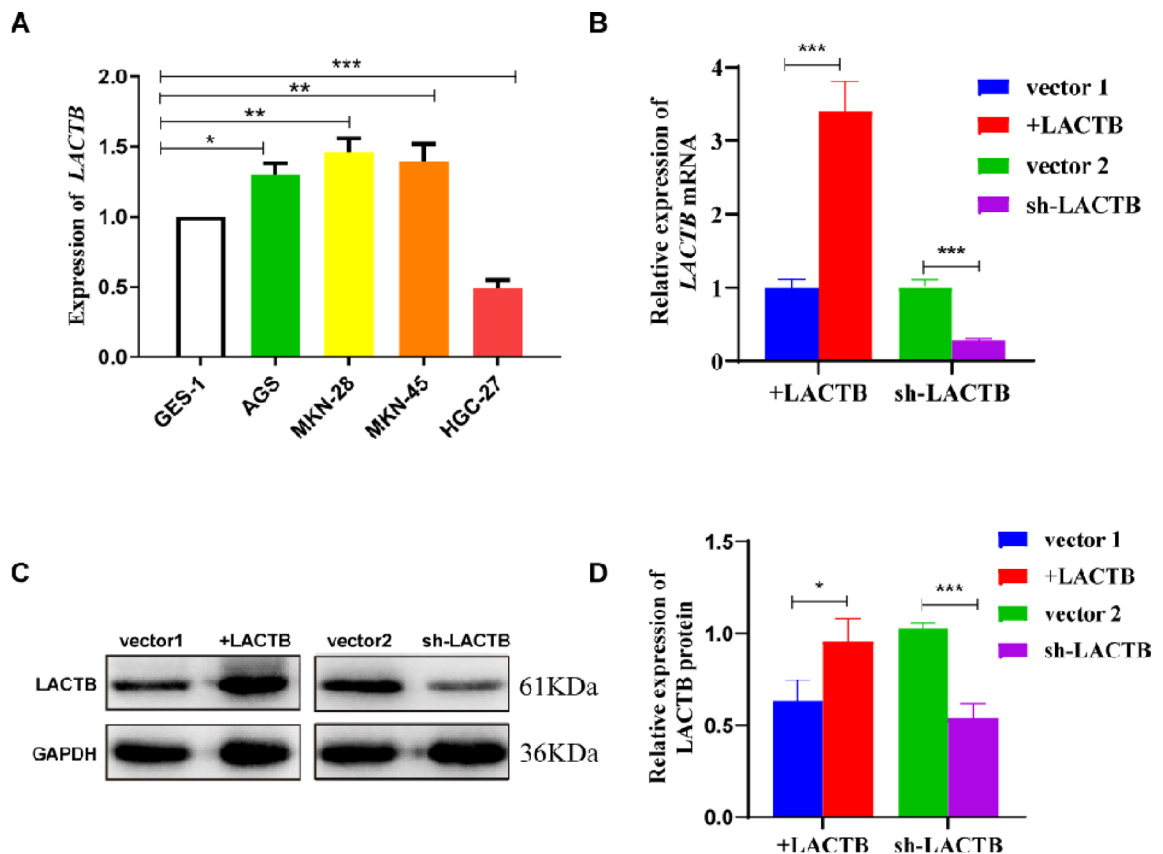 A
Expression of LACTB
2.0
1.5
1.0
0.5
0.0
***
**
**
*
GES-1
AGS
MKN-28
MKN-45
HGC-27
B
Relative expression of
LACTB mRNA
4
3
2
1
0
***
***
+LACTB
sh-LACTB
vector 1
+LACTB
vector 2
sh-LACTB
C
vector1
+LACTB
vector2
sh-LACTB
LACTB
61KDa
GAPDH
36KDa
D
Relative expression of
LACTB protein
1.5
1.0
0.5
0.0
*
***
+LACTB
sh-LACTB
vector 1
+LACTB
vector 2
sh-LACTB